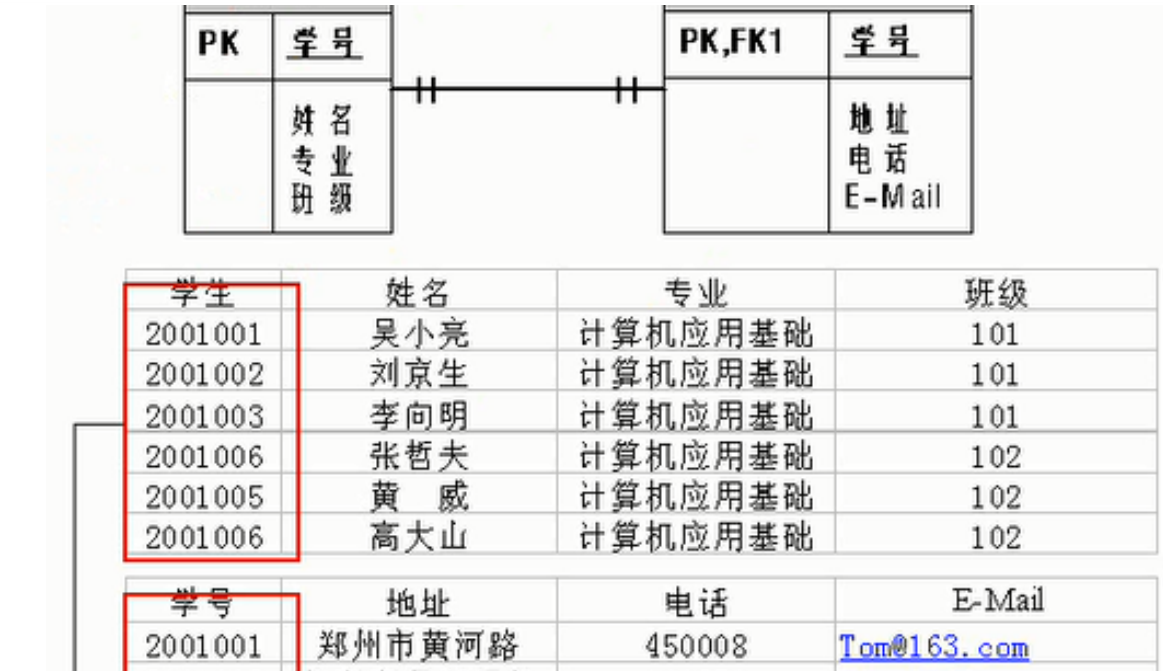 PK 学号 PK,FK1 学号
姓名 地址
专业 电话
班级 E-Mail
学生 姓名 专业 班级
2001001 吴小亮 计算机应用基础 101
2001002 刘京生 计算机应用基础 101
2001003 李向明 计算机应用基础 101
2001006 张哲夫 计算机应用基础 102
2001005 黄 威 计算机应用基础 102
2001006 高大山 计算机应用基础 102
学号 地址 电话 E-Mail
2001001 郑州市黄河路 450008 Tom@163.com